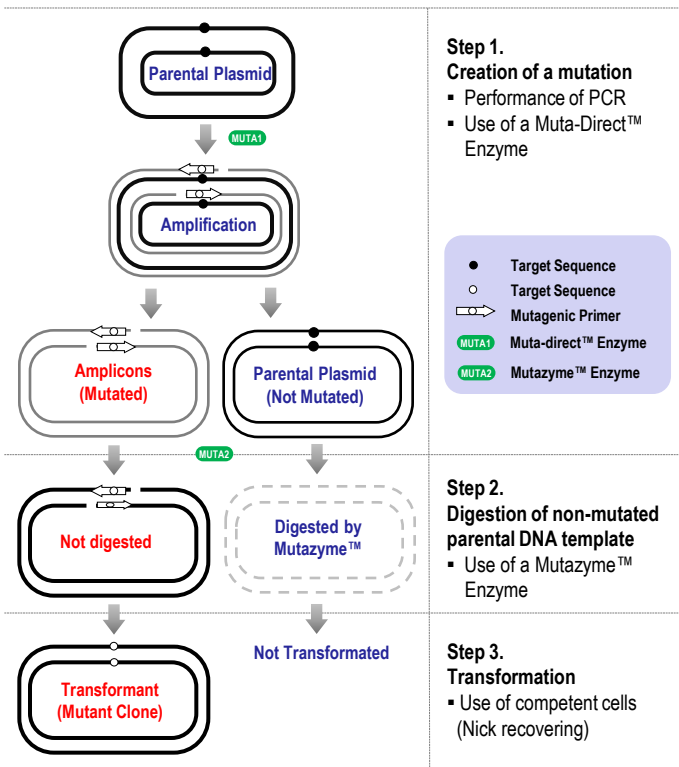 Parental Plasmid
MUTA1
Amplification
Amplicons
(Mutated)
Parental Plasmid
(Not Mutated)
MUTA2
Not digested
Digested by
Mutazyme™
Transformant
(Mutant Clone)
Not Transformated
Step 1.
Creation of a mutation
▪ Performance of PCR
▪ Use of a Muta-Direct™
Enzyme
Target Sequence
Target Sequence
Mutagenic Primer
MUTA1 Muta-direct™ Enzyme
MUTA2 Mutazyme™ Enzyme
Step 2.
Digestion of non-mutated
parental DNA template
▪ Use of a Mutazyme™
Enzyme
Step 3.
Transformation
▪ Use of competent cells
(Nick recovering)